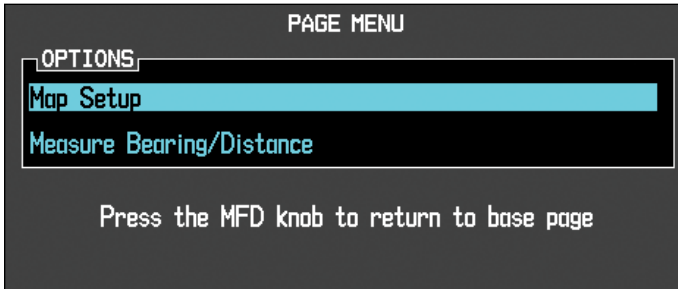 PAGE MENU
OPTIONS
Map Setup
Measure Bearing/Distance
Press the MFD knob to return to base page